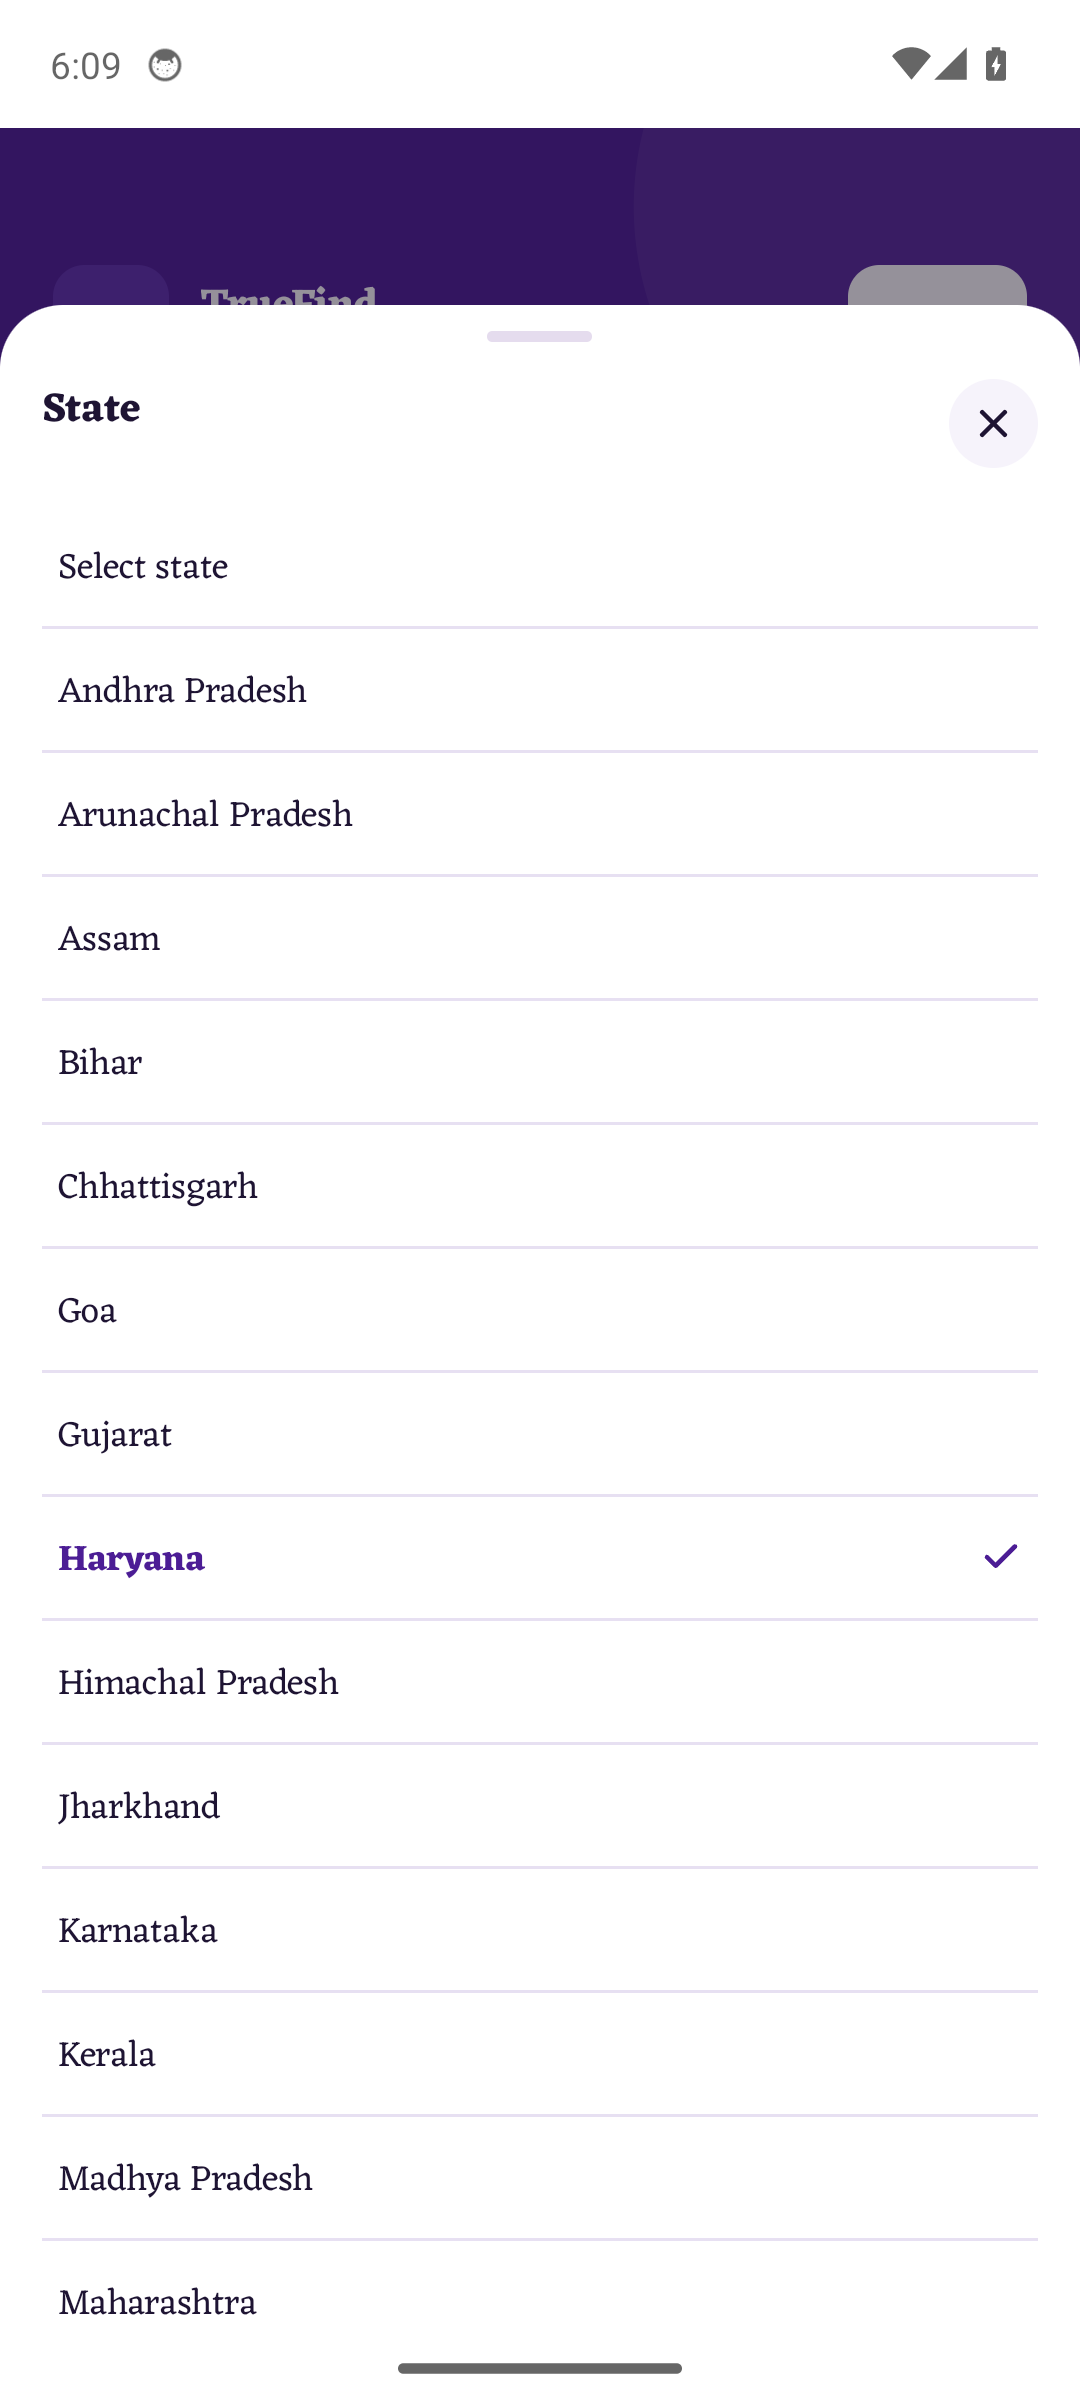 6:09
TrueFind
State
Select state
Andhra Pradesh
Arunachal Pradesh
Assam
Bihar
Chhattisgarh
Goa
Gujarat
Haryana
Himachal Pradesh
Jharkhand
Karnataka
Kerala
Madhya Pradesh
Maharashtra